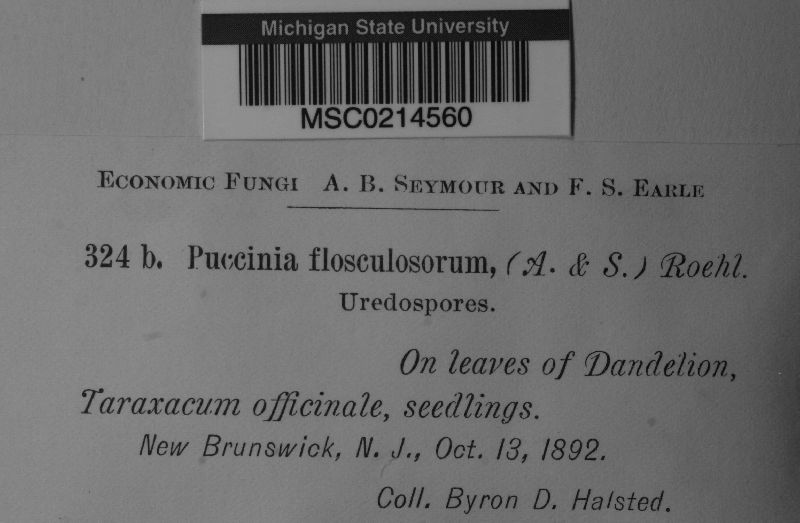 Michigan State University
MSC0214560
Economic Fungi A. B. Seymour and F. S. Earle
324 b. Puccinia flosculosorum, (A. & S.) Roehl.
Uredospores.
On leaves of Dandelion,
Taraxacum officinale, seedlings.
New Brunswick, N. J., Oct. 13, 1892.
Coll. Byron D. Halsted.